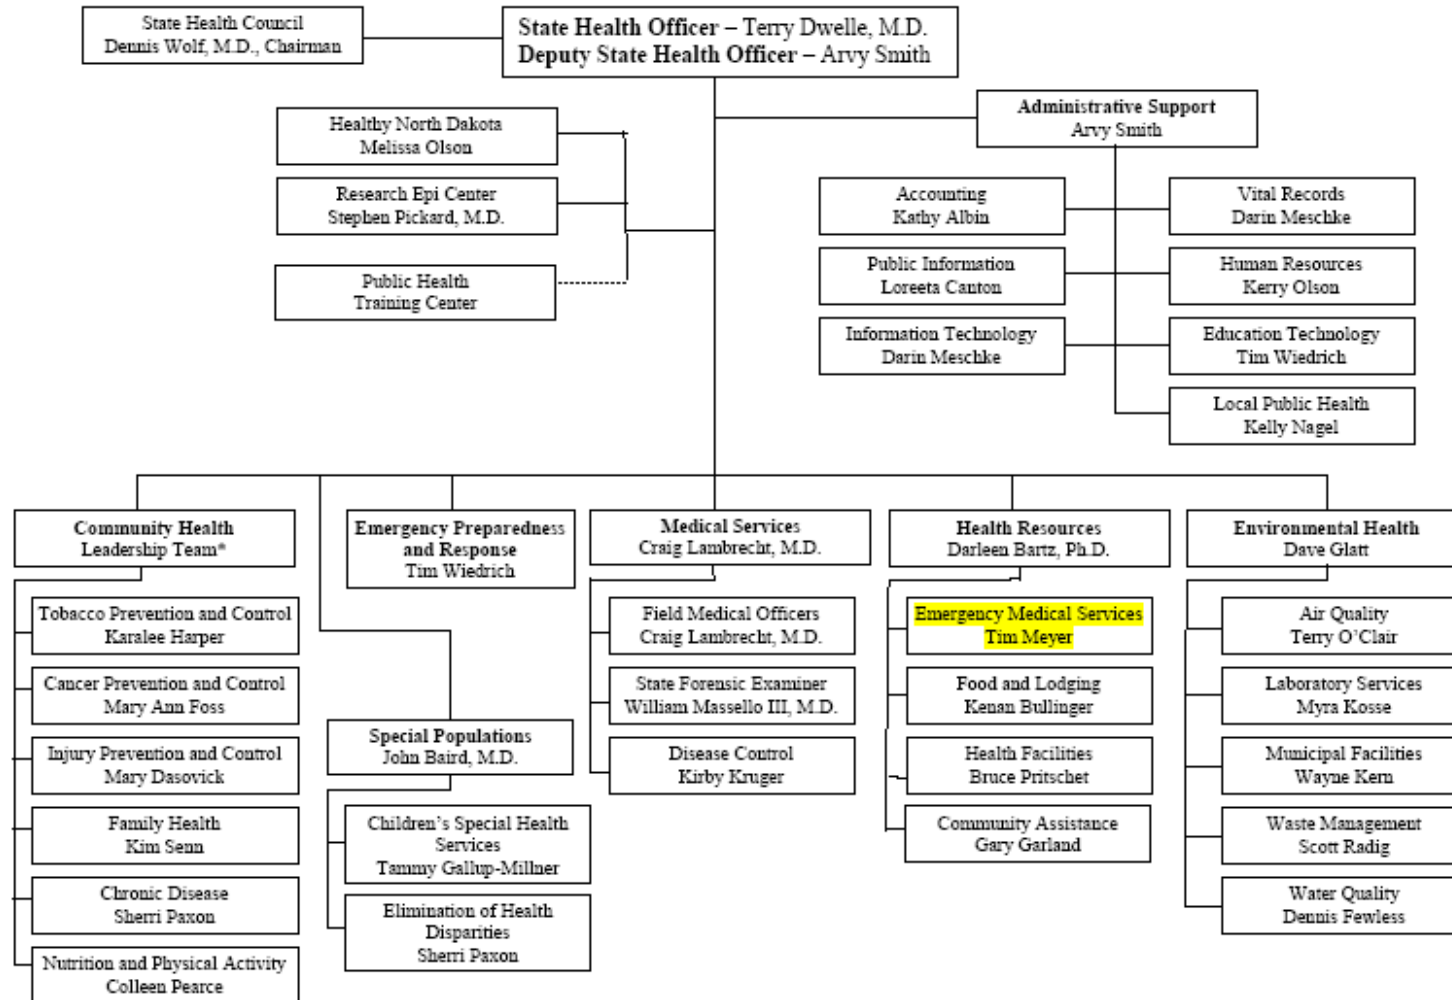 State Health Council
Dennis Wolf, M.D., Chairman
State Health Officer – Terry Dwelle, M.D.
Deputy State Health Officer – Arvy Smith
Healthy North Dakota
Melissa Olson
Research Epi Center
Stephen Pickard, M.D.
Public Health
Training Center
Administrative Support
Arvy Smith
Accounting
Kathy Albin
Vital Records
Darin Meschke
Public Information
Loreeta Canton
Human Resources
Kerry Olson
Information Technology
Darin Meschke
Education Technology
Tim Wiedrich
Local Public Health
Kelly Nagel
Community Health
Leadership Team*
Tobacco Prevention and Control
Karalee Harper
Cancer Prevention and Control
Mary Ann Foss
Injury Prevention and Control
Mary Dasovick
Family Health
Kim Senn
Chronic Disease
Sherri Paxon
Nutrition and Physical Activity
Colleen Pearce
Emergency Preparedness
and Response
Tim Wiedrich
Special Populations
John Baird, M.D.
Children's Special Health
Services
Tammy Gallup-Millner
Elimination of Health
Disparities
Sherri Paxon
Medical Services
Craig Lambrecht, M.D.
Field Medical Officers
Craig Lambrecht, M.D.
State Forensic Examiner
William Massello III, M.D.
Disease Control
Kirby Kruger
Health Resources
Darleen Bartz, Ph.D.
Emergency Medical Services
Tim Meyer
Food and Lodging
Kenan Bullinger
Health Facilities
Bruce Pritschet
Community Assistance
Gary Garland
Environmental Health
Dave Glatt
Air Quality
Terry O'Clair
Laboratory Services
Myra Kosse
Municipal Facilities
Wayne Kern
Waste Management
Scott Radig
Water Quality
Dennis Fewless